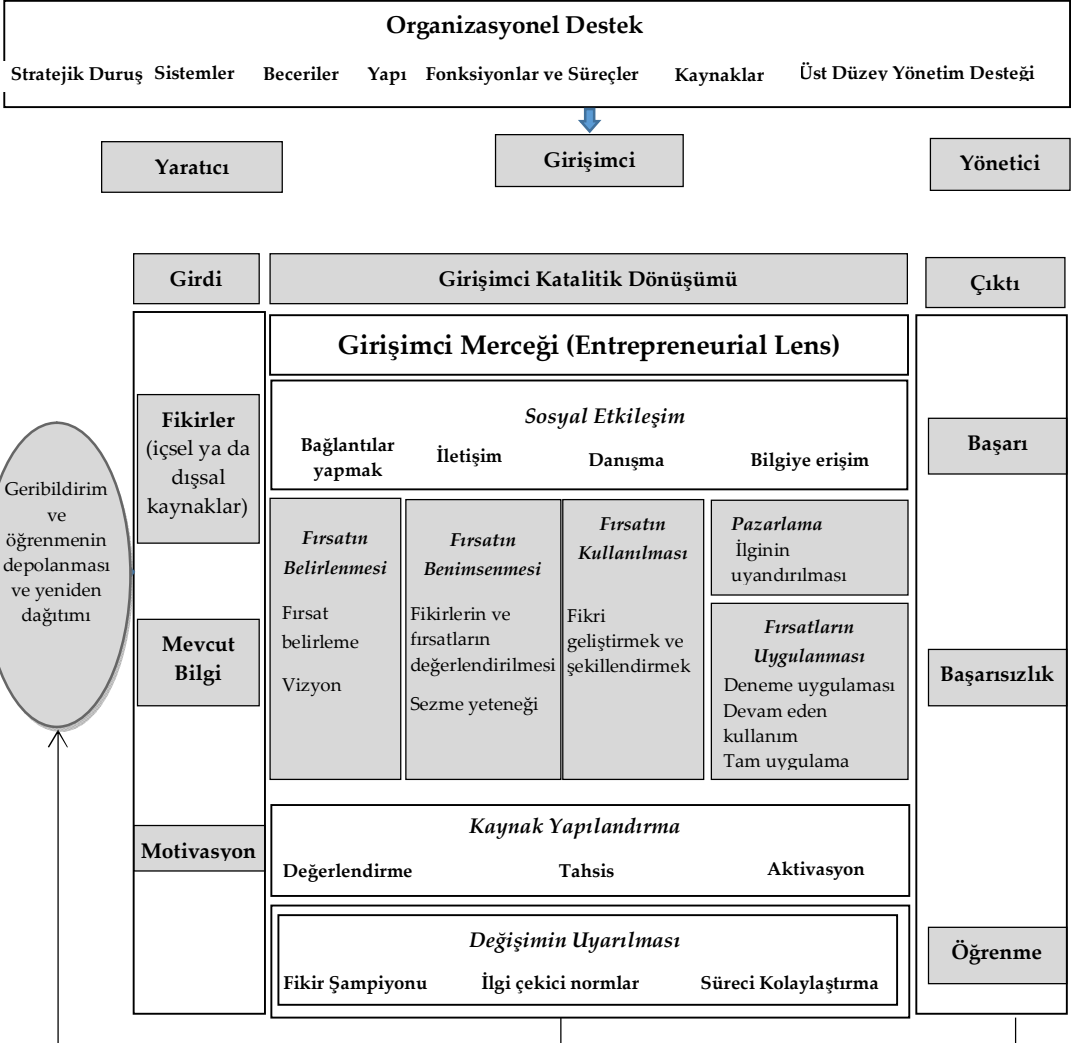 Organizasyonel Destek
Stratejik Duruş Sistemler Beceriler Yapı Fonksiyonlar ve Süreçler Kaynaklar Üst Düzey Yönetim Desteği
Yaratıcı
Girişimci
Yönetici
Girdi
Girişimci Katalitik Dönüşümü
Çıktı
Geribildirim
ve
öğrenmenin
depolanması
ve yeniden
dağıtımı
Fikirler
(içsel ya da
dışsal
kaynaklar)
Mevcut
Bilgi
Motivasyon
Girişimci Merceği (Entrepreneurial Lens)
Sosyal Etkileşim
Bağlantılar
yapmak
İletişim
Danışma
Bilgiye erişim
Fırsatın
Belirlenmesi
Fırsat
belirleme
Vizyon
Fırsatın
Benimsenmesi
Fikirlerin ve
fırsatların
değerlendirilmesi
Sezme yeteneği
Fırsatın
Kullanılması
Fikri
geliştirmek ve
şekillendirmek
Pazarlama
İlginin
uyandırılması
Fırsatların
Uygulanması
Deneme uygulaması
Devam eden
kullanım
Tam uygulama
Kaynak Yapılandırma
Değerlendirme Tahsis Aktivasyon
Değişimin Uyarılması
Fikir Şampiyonu İlgi çekici normlar Süreci Kolaylaştırma
Başarı
Başarısızlık
Öğrenme